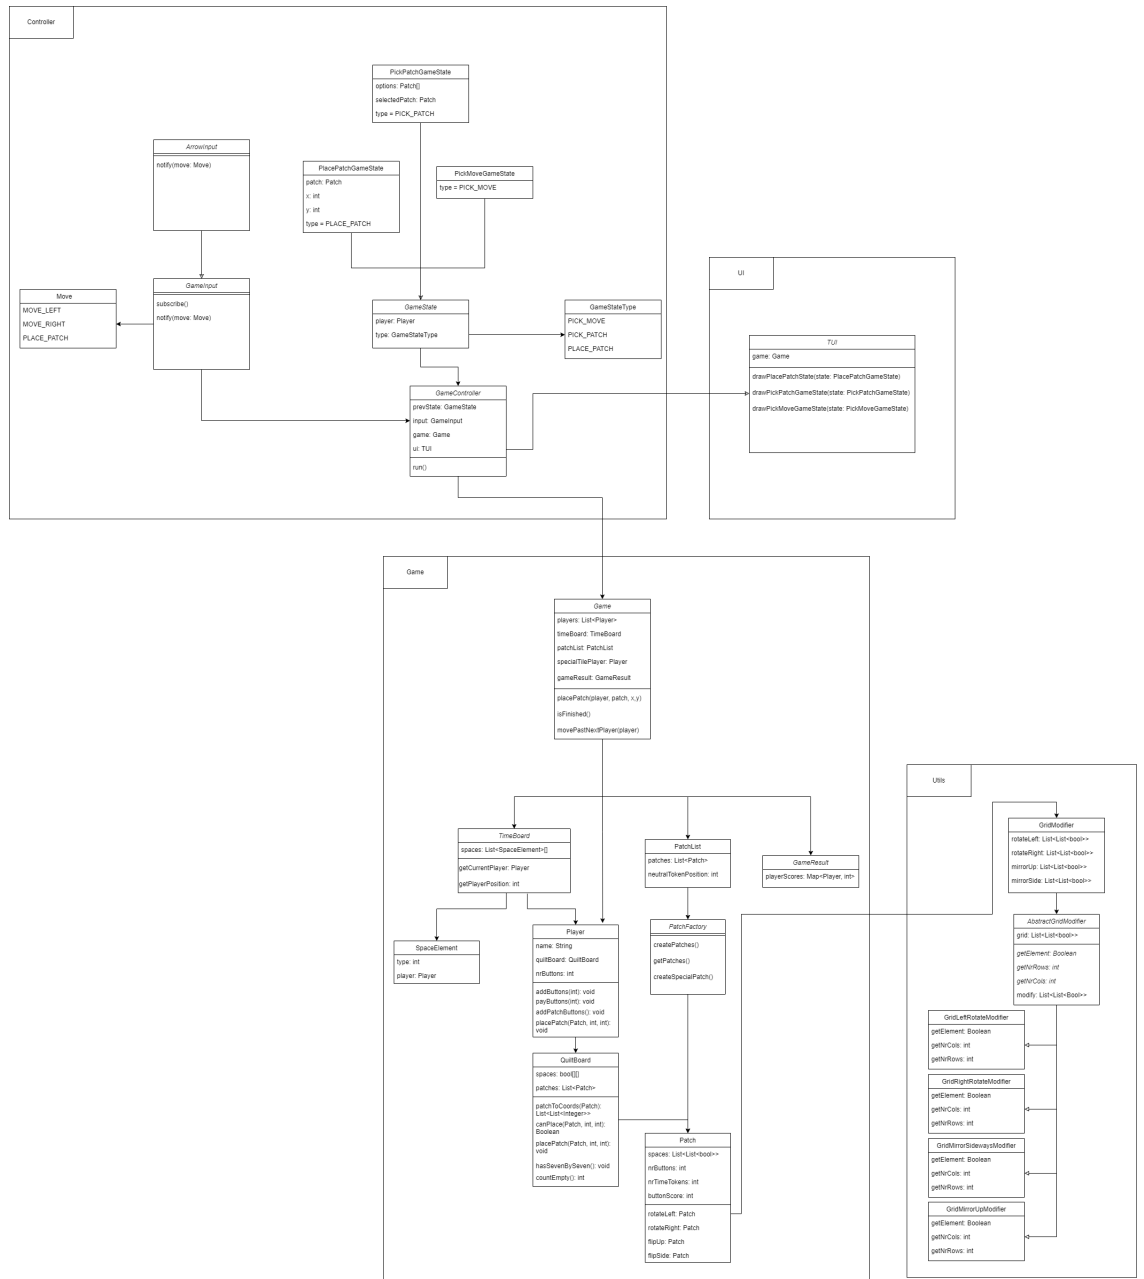 Controller
PickPatchGameState
options: Patch[]
selectedPatch: Patch
type = PICK_PATCH
ArrowInput
notify(move: Move)
PlacePatchGameState
patch: Patch
x: int
y: int
type = PLACE_PATCH
PickMoveGameState
type = PICK_MOVE
Move
MOVE_LEFT
MOVE_RIGHT
PLACE_PATCH
GameInput
subscribe()
notify(move: Move)
GameState
player: Player
type: GameStateType
GameStateType
PICK_MOVE
PICK_PATCH
PLACE_PATCH
GameController
prevState: GameState
input: GameInput
game: Game
ui: TUI
run()
UI
TUI
game: Game
drawPlacePatchState(state: PlacePatchGameState)
drawPickPatchGameState(state: PickPatchGameState)
drawPickMoveGameState(state: PickMoveGameState)
Game
Game
players: List<Player>
timeBoard: TimeBoard
patchList: PatchList
specialTilePlayer: Player
gameResult: GameResult
placePatch(player, patch, x,y)
isFinished()
movePastNextPlayer(player)
TimeBoard
spaces: List<SpaceElement>[]
getCurrentPlayer: Player
getPlayerPosition: int
PatchList
patches: List<Patch>
neutralTokenPosition: int
GameResult
playerScores: Map<Player, int>
SpaceElement
type: int
player: Player
Player
name: String
quiltBoard: QuiltBoard
nrButtons: int
addButtons(int): void
payButtons(int): void
addPatchButtons(): void
placePatch(Patch, int, int):
void
PatchFactory
createPatches()
getPatches()
createSpecialPatch()
QuiltBoard
spaces: bool[][]
patches: List<Patch>
patchToCoords(Patch):
List<List<Integer>>
canPlace(Patch, int, int):
Boolean
placePatch(Patch, int, int):
void
hasSevenBySeven(): void
countEmpty(): int
Patch
spaces: List<List<bool>>
nrButtons: int
nrTimeTokens: int
buttonScore: int
rotateLeft: Patch
rotateRight: Patch
flipUp: Patch
flipSide: Patch
Utils
GridModifier
rotateLeft: List<List<bool>>
rotateRight: List<List<bool>>
mirrorUp: List<List<bool>>
mirrorSide: List<List<bool>>
AbstractGridModifier
grid: List<List<bool>>
getElement: Boolean
getNrRows: int
getNrCols: int
modify: List<List<Bool>>
GridLeftRotateModifier
getElement: Boolean
getNrCols: int
getNrRows: int
GridRightRotateModifier
getElement: Boolean
getNrCols: int
getNrRows: int
GridMirrorSidewaysModifier
getElement: Boolean
getNrCols: int
getNrRows: int
GridMirrorUpModifier
getElement: Boolean
getNrCols: int
getNrRows: int